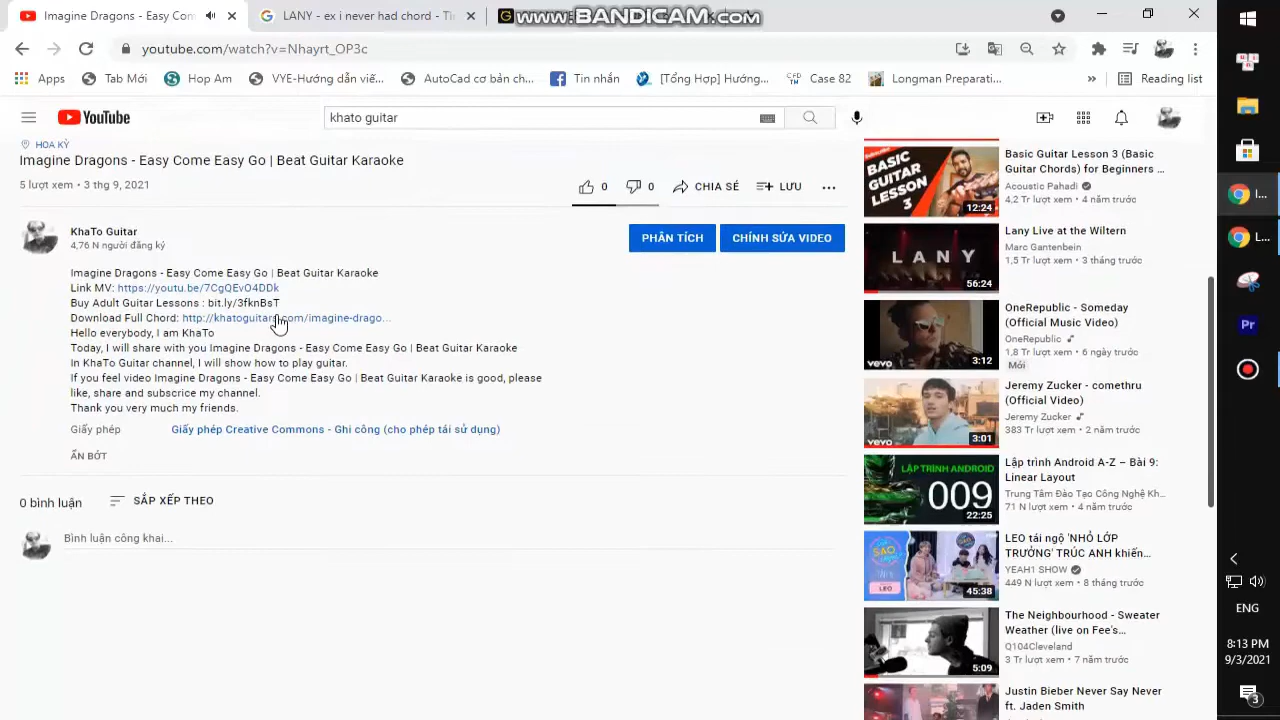 Imagine Dragons - Easy Com
LANY - ex i never had chord - Th
www.BANDICAM.com
youtube.com/watch?v=Nhayrt_OP3c
Apps
Tab Mới
Hop Am
VYE-Hướng dẫn viế...
AutoCad cơ bản ch...
Tin nhắn
[Tổng Hợp] Hướng...
Case 82
Longman Preparati...
»
Reading list
YouTube
khato guitar
HOA KỲ
Imagine Dragons - Easy Come Easy Go | Beat Guitar Karaoke
5 lượt xem • 3 thg 9, 2021
0
0
CHIA SẺ
LƯU
KhaTo Guitar
4,76 N người đăng ký
PHÂN TÍCH
CHỈNH SỬA VIDEO
Imagine Dragons - Easy Come Easy Go | Beat Guitar Karaoke
Link MV: https://youtu.be/7CgQEvO4DDk
Buy Adult Guitar Lessons : bit.ly/3fknBsT
Download Full Chord: http://khatoguitar.com/imagine-drago...
Hello everybody, I am KhaTo
Today, I will share with you Imagine Dragons - Easy Come Easy Go | Beat Guitar Karaoke
In KhaTo Guitar channel, I will show how to play guitar.
If you feel video Imagine Dragons - Easy Come Easy Go | Beat Guitar Karaoke is good, please
like, share and subscrice my channel.
Thank you very much my friends.
Giấy phép
Giấy phép Creative Commons - Ghi công (cho phép tái sử dụng)
ẨN BỚT
0 bình luận
SẮP XẾP THEO
Bình luận công khai...
BASIC
GUITAR
LESSON
3
12:24
Basic Guitar Lesson 3 (Basic
Guitar Chords) for Beginners ...
Acoustic Pahadi
4,2 Tr lượt xem • 4 năm trước
LANY
56:24
Lany Live at the Wiltern
Marc Gantenbein
1,5 Tr lượt xem • 3 tháng trước
vevo
3:12
OneRepublic - Someday
(Official Music Video)
OneRepublic
1,8 Tr lượt xem • 6 ngày trước
Mới
vevo
3:01
Jeremy Zucker - comethru
(Official Video)
Jeremy Zucker
383 Tr lượt xem • 2 năm trước
LẬP TRÌNH ANDROID
009
22:25
Lập trình Android A-Z – Bài 9:
Linear Layout
Trung Tâm Đào Tạo Công Nghệ Kh...
71 N lượt xem • 4 năm trước
SAO
LEO
45:38
LEO tái ngộ 'NHỎ LỚP
TRƯỞNG' TRÚC ANH khiến...
YEAH1 SHOW
449 N lượt xem • 8 tháng trước
5:09
The Neighbourhood - Sweater
Weather (live on Fee's...
Q104Cleveland
3 Tr lượt xem • 7 năm trước
Justin Bieber Never Say Never
ft. Jaden Smith
I...
L...
Pr
ENG
8:13 PM
9/3/2021
3